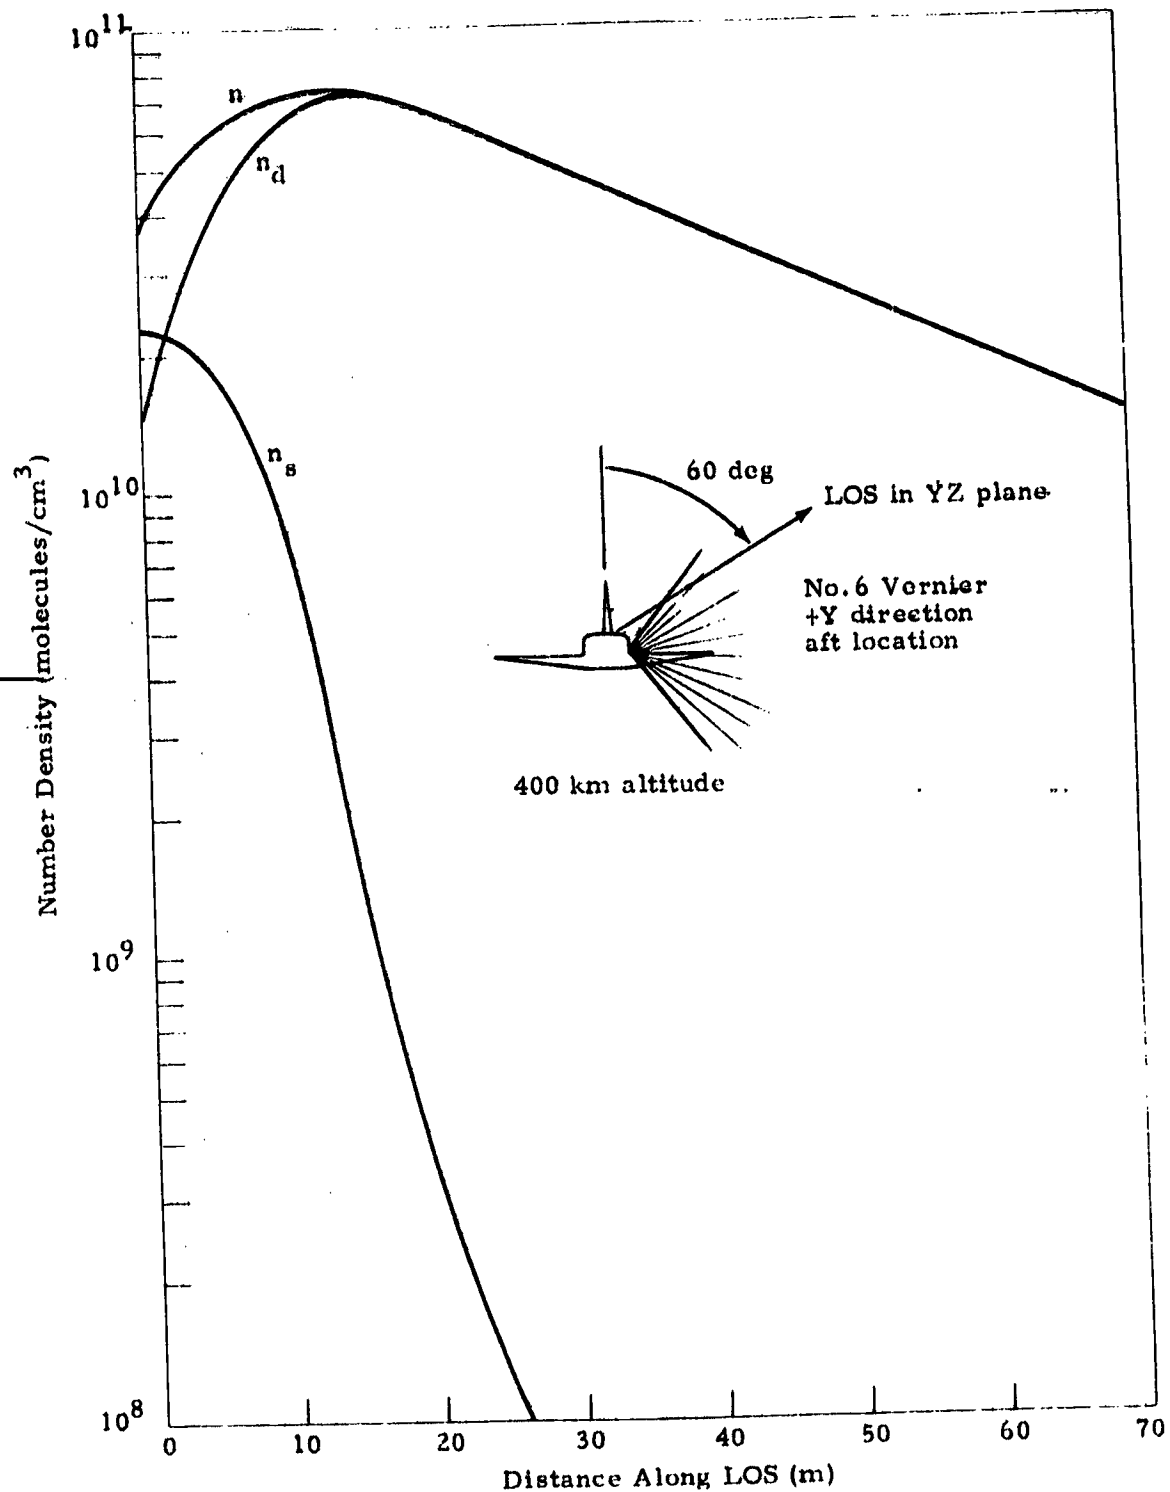 10^11
n
n_d
n_s
10^10
60 deg
LOS in YZ plane
No. 6 Vernier
+Y direction
aft location
400 km altitude
Number Density (molecules/cm^3)
10^9
10^8
0 10 20 30 40 50 60 70
Distance Along LOS (m)